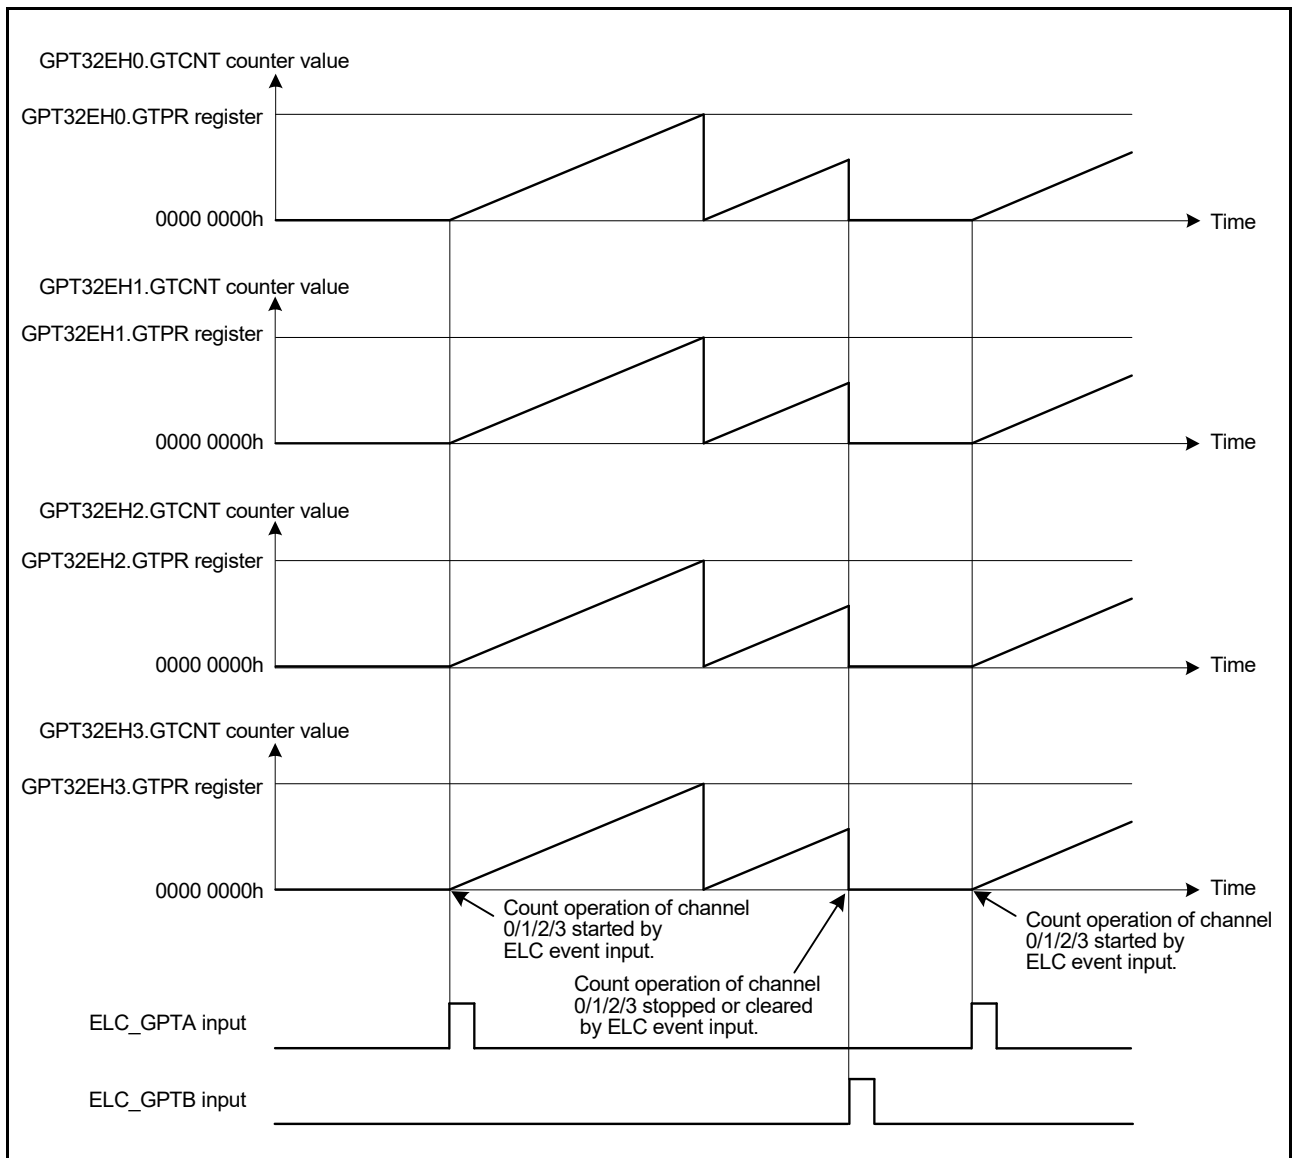 GPT32EH0.GTCNT counter value
GPT32EH0.GTPR register
0000 0000h
Time
GPT32EH1.GTCNT counter value
GPT32EH1.GTPR register
0000 0000h
Time
GPT32EH2.GTCNT counter value
GPT32EH2.GTPR register
0000 0000h
Time
GPT32EH3.GTCNT counter value
GPT32EH3.GTPR register
0000 0000h
Time
Count operation of channel
0/1/2/3 started by
ELC event input.
Count operation of channel
0/1/2/3 stopped or cleared
by ELC event input.
Count operation of channel
0/1/2/3 started by
ELC event input.
ELC_GPTA input
ELC_GPTB input